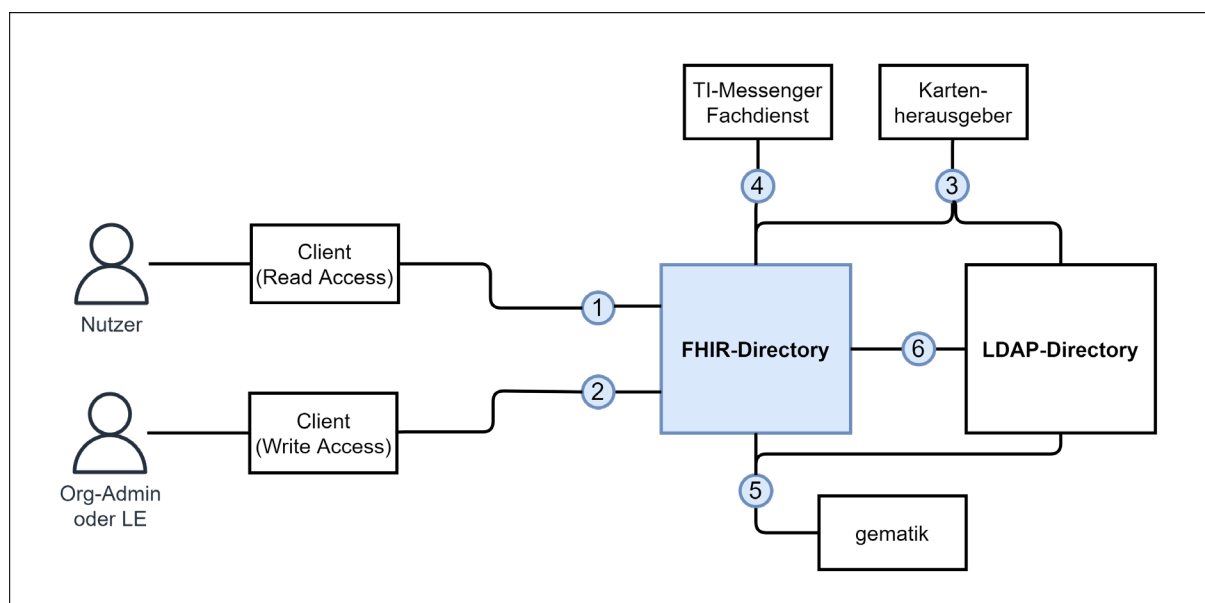 TI-Messenger
Fachdienst
Karten-
herausgeber
4
3
Client
(Read Access)
Nutzer
1
FHIR-Directory
6
LDAP-Directory
2
Client
(Write Access)
Org-Admin
oder LE
5
gematik